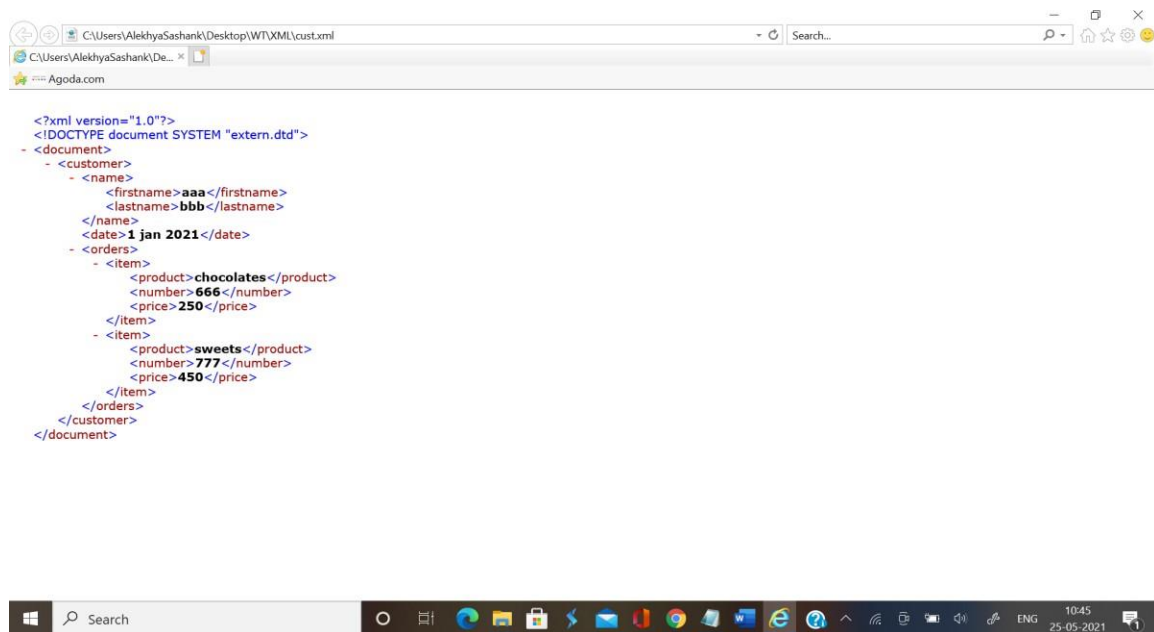 C:\Users\AlekhyaSashank\Desktop\WT\XML\cust.xml
Search...
C:\Users\AlekhyaSashank\De...
Agoda.com
<?xml version="1.0"?>
<!DOCTYPE document SYSTEM "extern.dtd">
- <document>
- <customer>
- <name>
<firstname>aaa</firstname>
<lastname>bbb</lastname>
</name>
<date>1 jan 2021</date>
- <orders>
- <item>
<product>chocolates</product>
<number>666</number>
<price>250</price>
</item>
- <item>
<product>sweets</product>
<number>777</number>
<price>450</price>
</item>
</orders>
</customer>
</document>
Search
ENG
10:45
25-05-2021